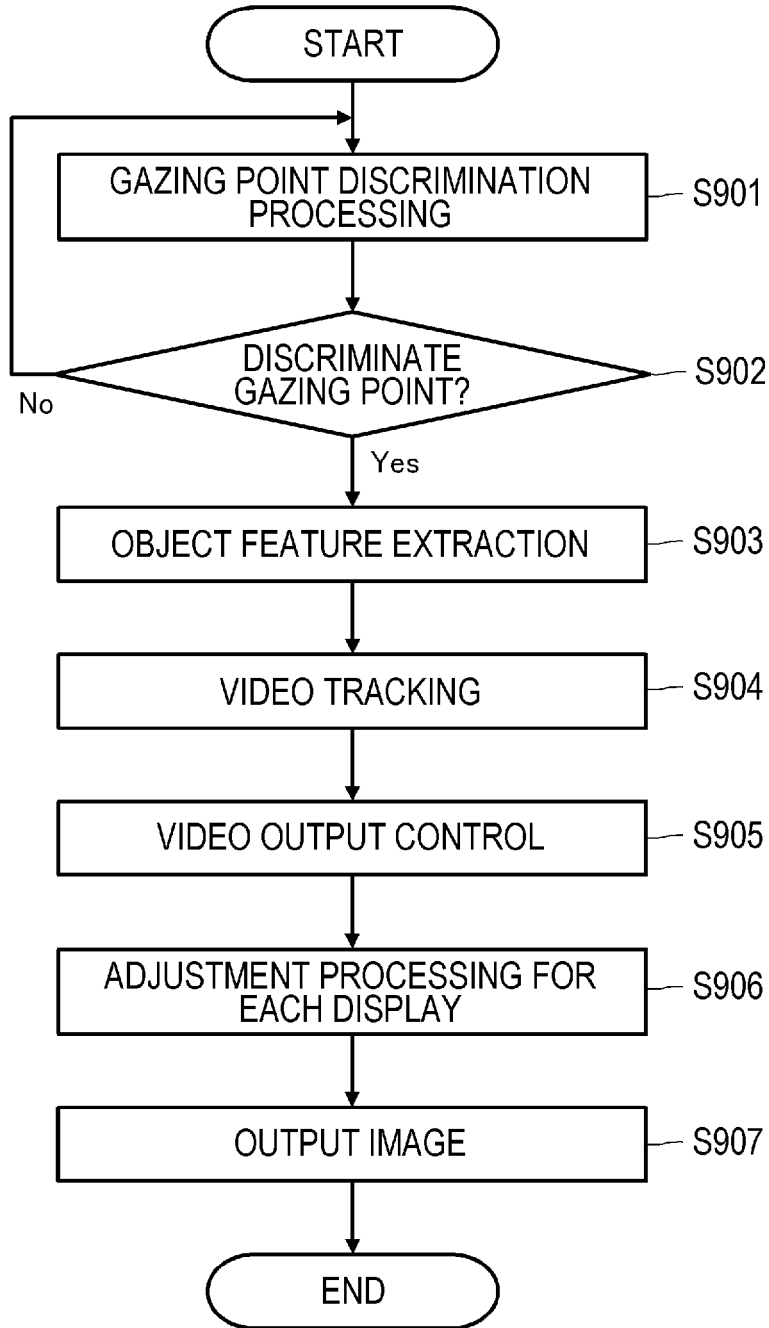 START
GAZING POINT DISCRIMINATION
PROCESSING
S901
DISCRIMINATE
GAZING POINT?
S902
No
Yes
OBJECT FEATURE EXTRACTION
S903
VIDEO TRACKING
S904
VIDEO OUTPUT CONTROL
S905
ADJUSTMENT PROCESSING FOR
EACH DISPLAY
S906
OUTPUT IMAGE
S907
END